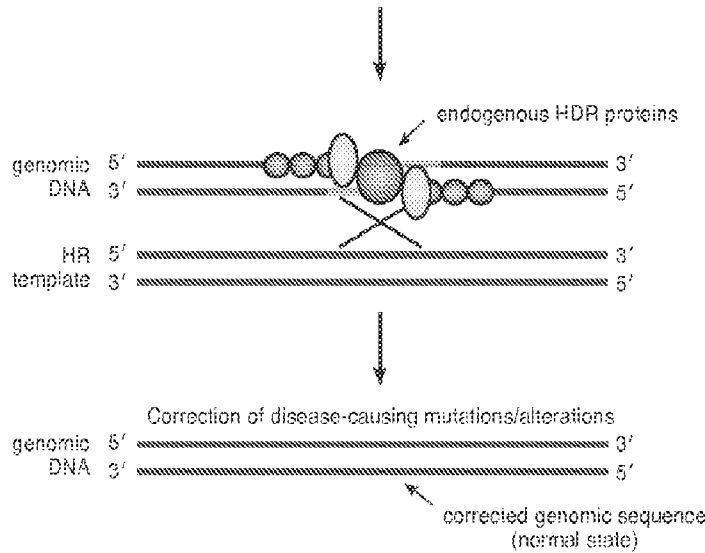 endogenous HDR proteins
genomic 5′ 3′
DNA 3′ 5′
HR 5′ 3′
template 3′ 5′
Correction of disease-causing mutations/alterations
genomic 5′ 3′
DNA 3′ 5′
corrected genomic sequence
(normal state)